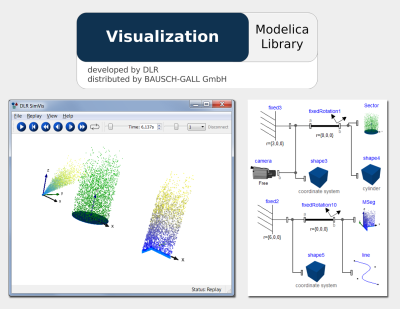 Visualization
Modelica
Library
developed by DLR
distributed by BAUSCH-GALL GmbH
DLR SimVis
File Replay View Help
Time: 6.137s
Disconnect
Status: Replay
fixed3
fixedRotation1
Sector
r={2,0,0}
r={0,0,0}
camera
shape3
shape4
Free
coordinate system
cylinder
fixed2
fixedRotation10
MSeg
r={6,0,0}
r={0,0,0}
shape5
line
coordinate system